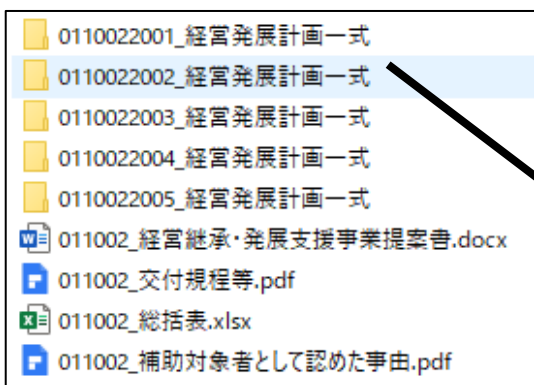 0110022001_経営発展計画一式
0110022002_経営発展計画一式
0110022003_経営発展計画一式
0110022004_経営発展計画一式
0110022005_経営発展計画一式
011002_経営継承・発展支援事業提案書.docx
011002_交付規程等.pdf
011002_総括表.xlsx
011002_補助対象者として認めた事由.pdf